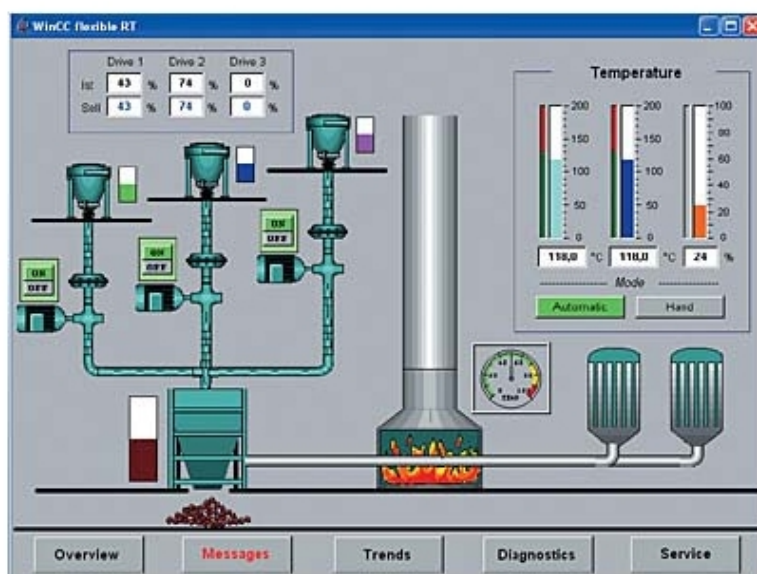 WinCC flexible RT
Drive 1 Drive 2 Drive 3
Ist 43 % 74 % 0 %
Soll 43 % 74 % 0 %
Temperature
200 200 100
150 150 80
100 100 60
40
50 50 20
0 0 0
118,0 °C 118,0 °C 24 %
Mode
Automatic Hand
ON
OFF
ON
OFF
ON
OFF
Overview Messages Trends Diagnostics Service